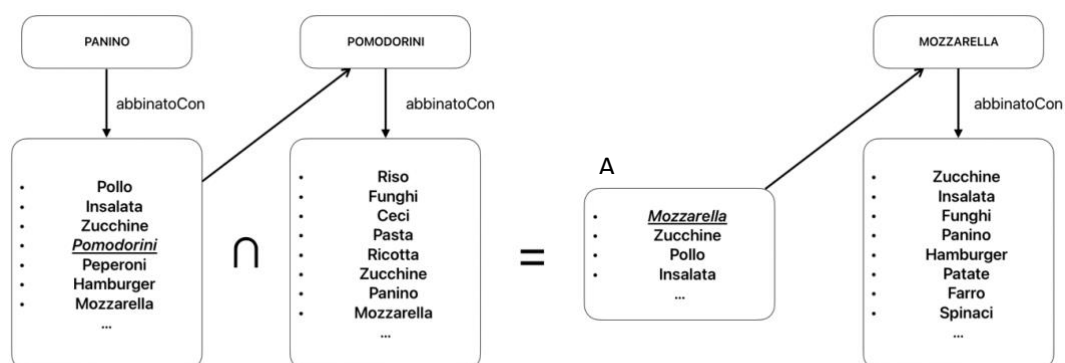 PANINO
abbinatoCon
• Pollo
• Insalata
• Zucchine
• Pomodorini
• Peperoni
• Hamburger
• Mozzarella
...
∩
POMODORINI
abbinatoCon
• Riso
• Funghi
• Ceci
• Pasta
• Ricotta
• Zucchine
• Panino
• Mozzarella
...
=
A
• Mozzarella
• Zucchine
• Pollo
• Insalata
...
MOZZARELLA
abbinatoCon
• Zucchine
• Insalata
• Funghi
• Panino
• Hamburger
• Patate
• Farro
• Spinaci
...